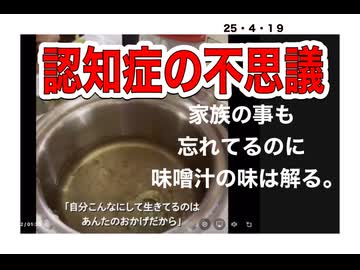 25・4・19
認知症の不思議
家族の事も
忘れてるのに
味噌汁の味は解る。
「自分こんなにして生きてるのは
あんたのおかげだから」